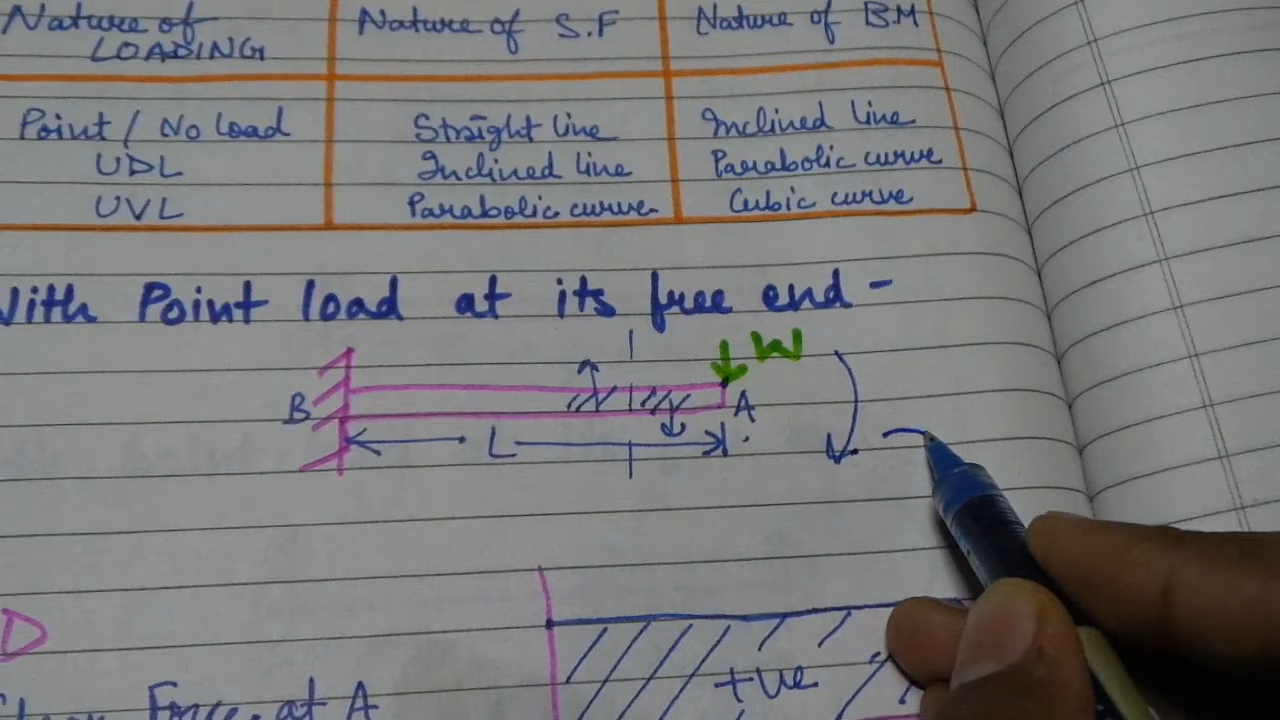 Nature of LOADING
Nature of S.F
Nature of B.M
Point / No load
Straight line
Inclined line
UDL
Inclined line
Parabolic curve
UVL
Parabolic curve
Cubic curve
With Point load at its free end -
W
B
A
L
D
+ve
Force at A